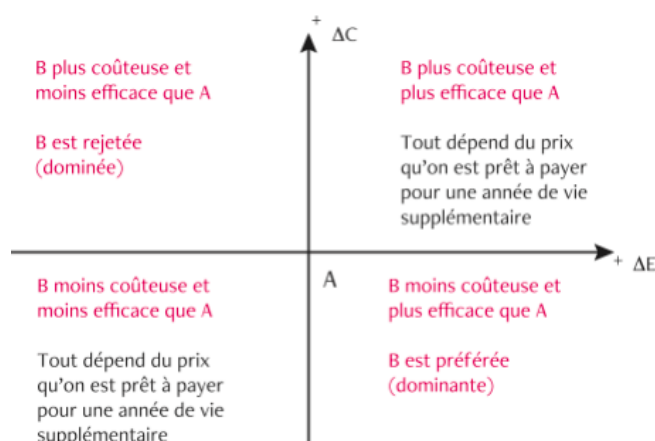 +
ΔC
B plus coûteuse et
moins efficace que A
B est rejetée
(dominée)
B plus coûteuse et
plus efficace que A
Tout dépend du prix
qu'on est prêt à payer
pour une année de vie
supplémentaire
+ ΔE
A
B moins coûteuse et
moins efficace que A
Tout dépend du prix
qu'on est prêt à payer
pour une année de vie
supplémentaire
B moins coûteuse et
plus efficace que A
B est préférée
(dominante)